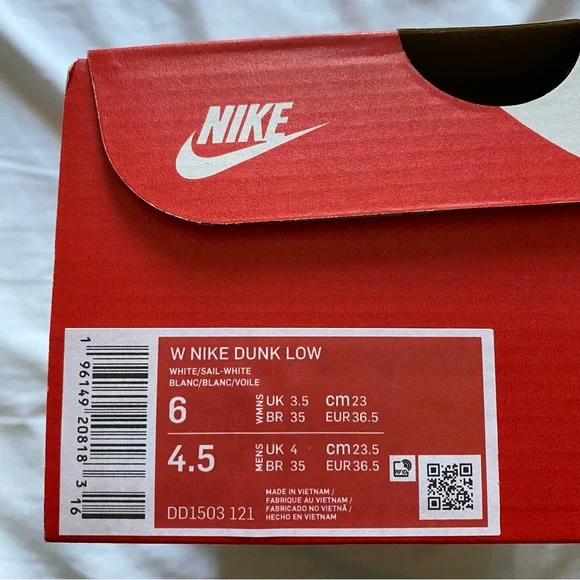 NIKE
W NIKE DUNK LOW
WHITE/SAIL-WHITE
BLANC/BLANC/VOILE
6 WMNS UK 3.5 cm 23
BR 35 EUR 36.5
4.5 MENS UK 4 cm 23.5
BR 35 EUR 36.5
MADE IN VIETNAM /
FABRIQUE AU VIETNAM /
FABRICADO NO VIETNÃ /
HECHO EN VIETNAM
DD1503 121
RFID
1 96149 20818 3 16